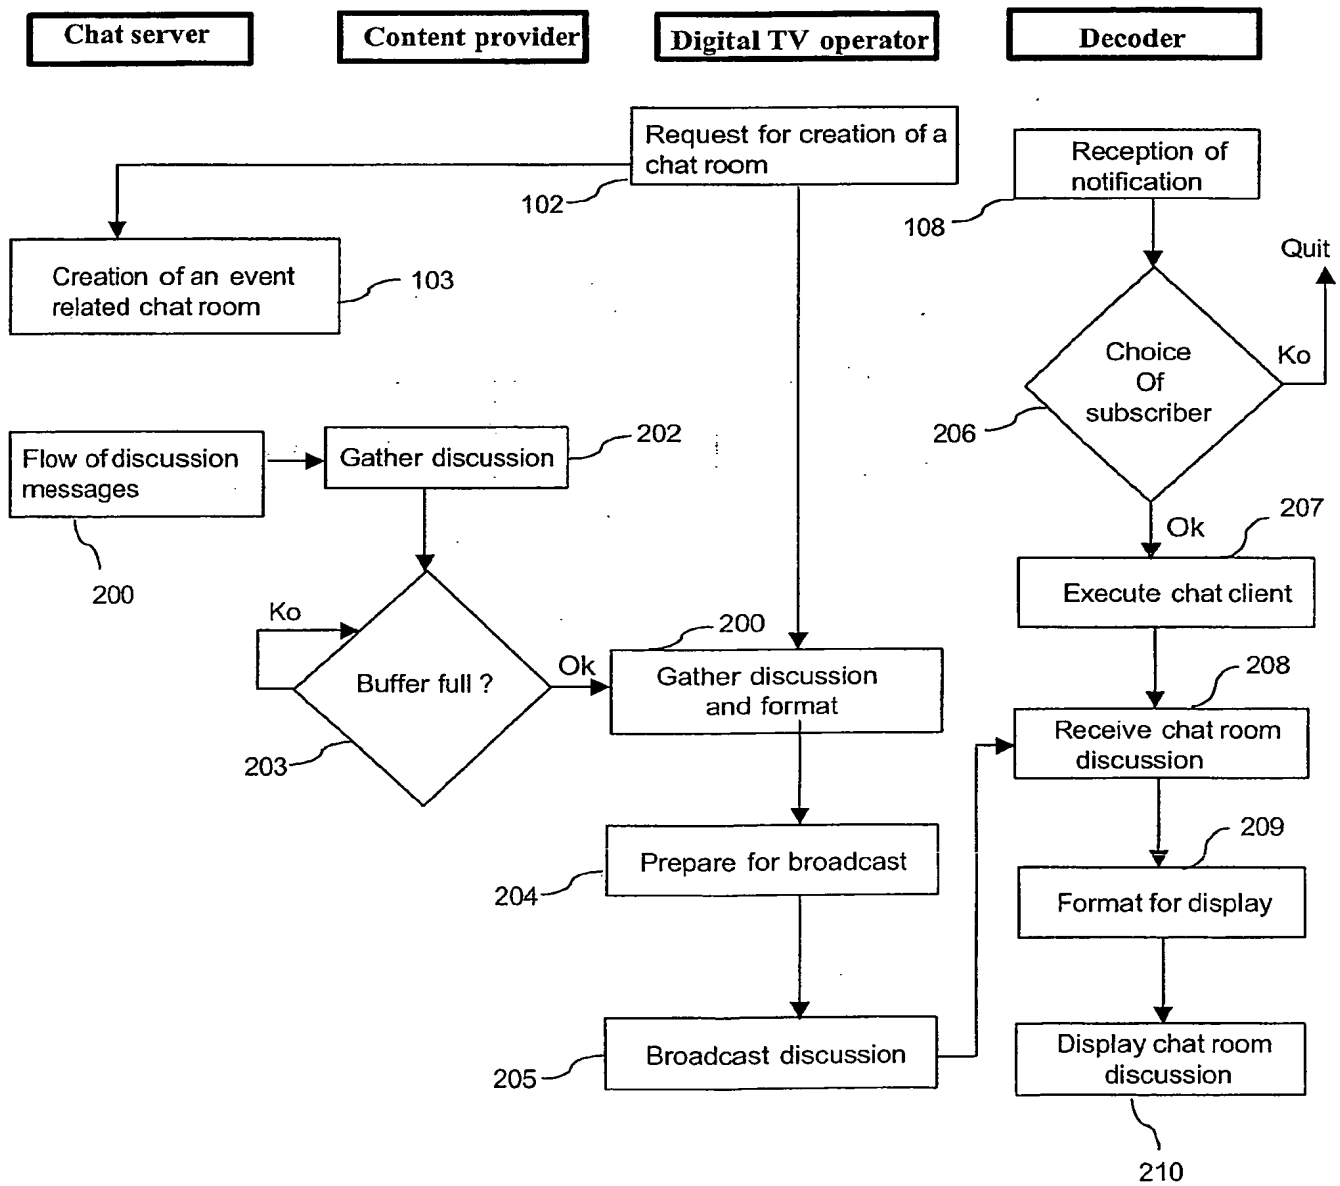 Chat server
Content provider
Digital TV operator
Decoder
Request for creation of a
chat room
102
Reception of
notification
108
Creation of an event
related chat room
103
Quit
Choice
Of
subscriber
Ko
206
Flow of discussion
messages
200
Gather discussion
202
Ok
207
Execute chat client
Ko
Buffer full ?
203
Ok
200
Gather discussion
and format
208
Receive chat room
discussion
Prepare for broadcast
204
209
Format for display
Broadcast discussion
205
Display chat room
discussion
210